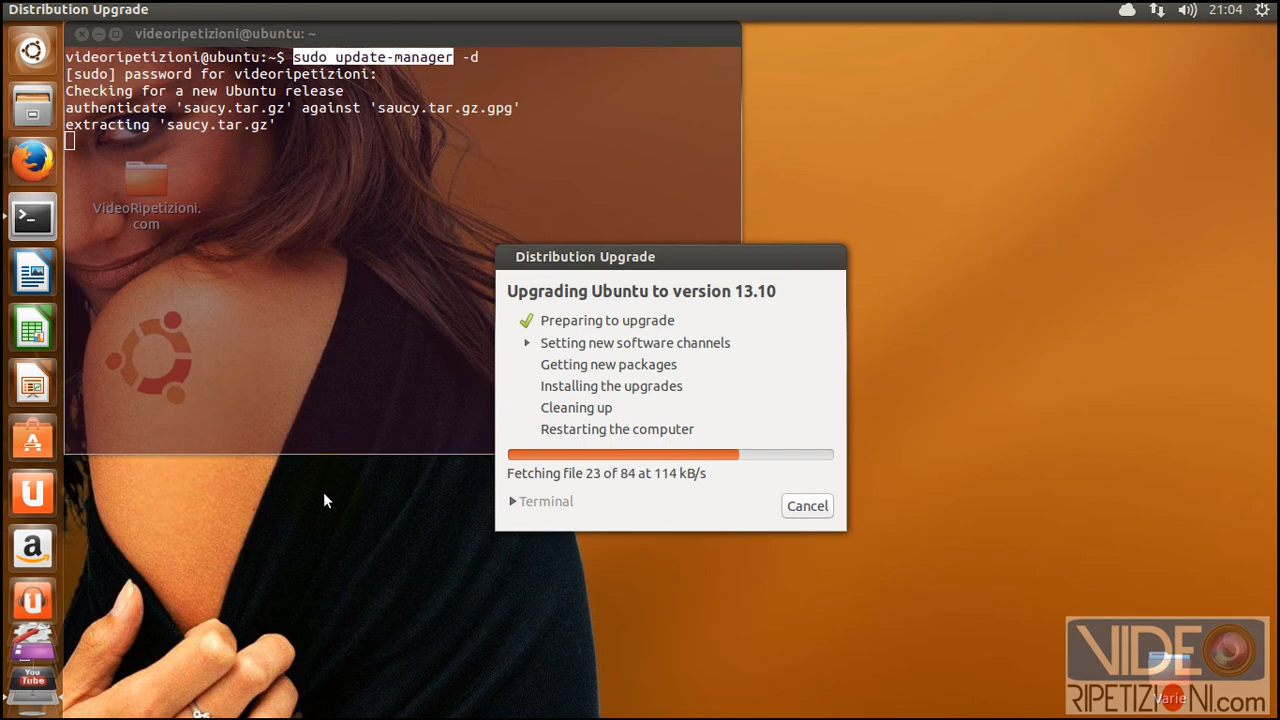 Distribution Upgrade
21:04
videoripetizioni@ubuntu: ~
videoripetizioni@ubuntu:~$ sudo update-manager -d
[sudo] password for videoripetizioni:
Checking for a new Ubuntu release
authenticate 'saucy.tar.gz' against 'saucy.tar.gz.gpg'
extracting 'saucy.tar.gz'
VideoRipetizioni.
com
Distribution Upgrade
Upgrading Ubuntu to version 13.10
Preparing to upgrade
Setting new software channels
Getting new packages
Installing the upgrades
Cleaning up
Restarting the computer
Fetching file 23 of 84 at 114 kB/s
Terminal
Cancel
You
Tube
VIDEO
RIPETIZIONI.com
Varie